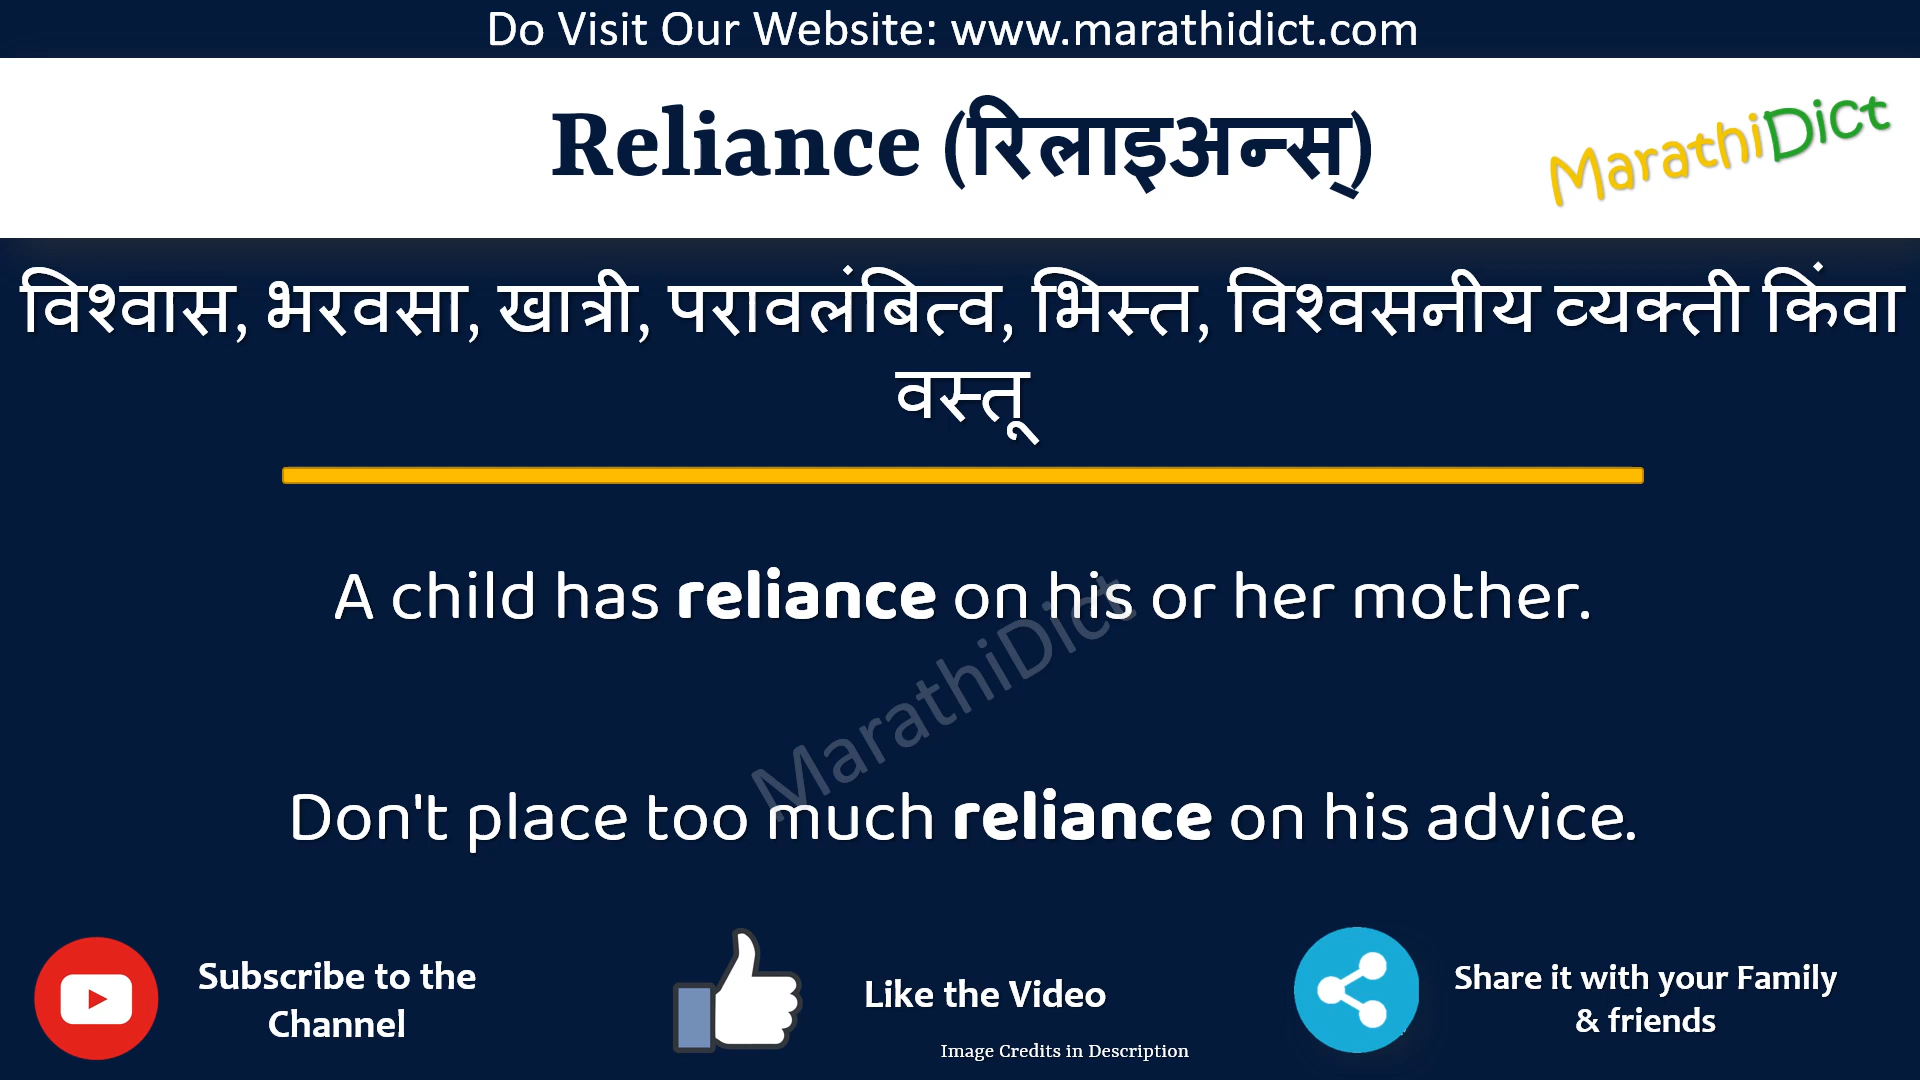 Do Visit Our Website: www.marathidict.com
Reliance (रिलाइअन्स्)
MarathiDict
विश्वास, भरवसा, खात्री, परावलंबित्व, भिस्त, विश्वसनीय व्यक्ती किंवा
वस्तू
A child has reliance on his or her mother.
MarathiDict
Don't place too much reliance on his advice.
Subscribe to the
Channel
Like the Video
Share it with your Family
& friends
Image Credits in Description